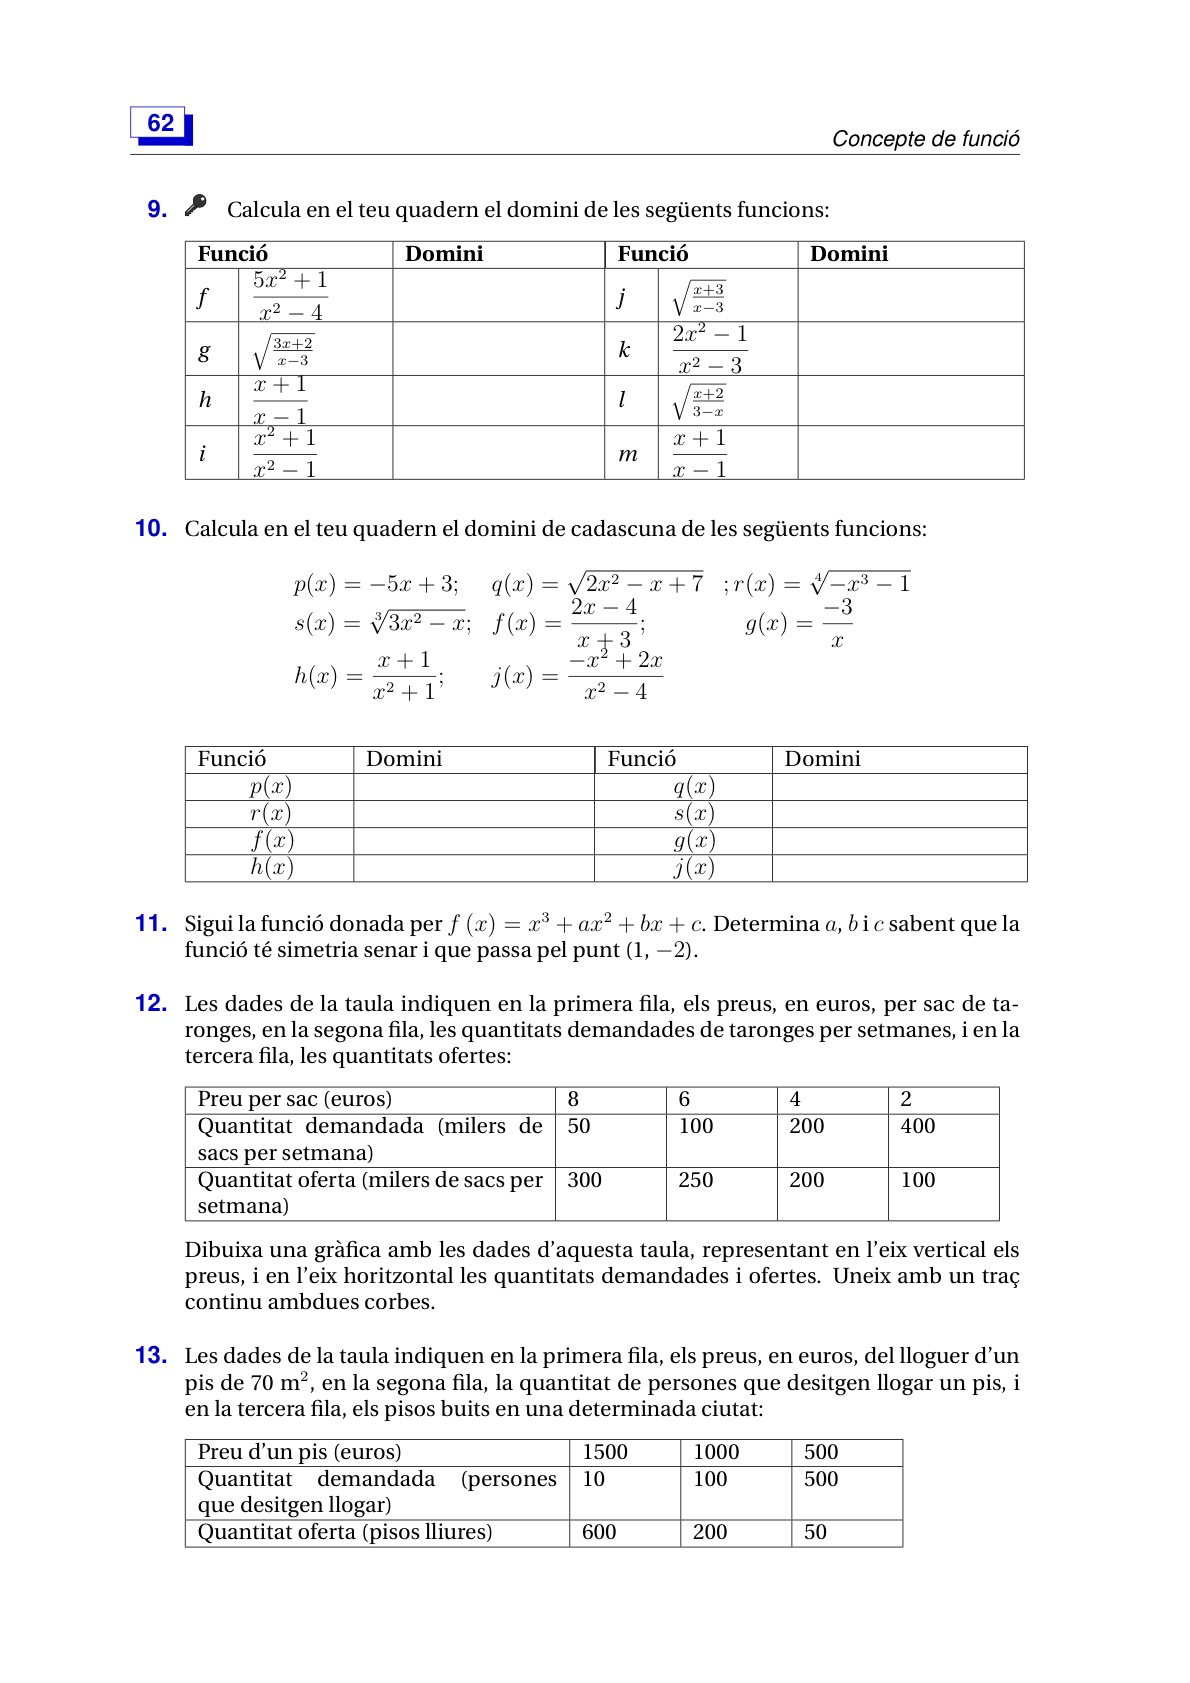 62
Concepte de funció
9. Calcula en el teu quadern el domini de les següents funcions:
Funció Domini Funció Domini
f \frac{5x^2+1}{x^2-4} j \sqrt{\frac{x+3}{x-3}}
g \sqrt{\frac{3x+2}{x-3}} k \frac{2x^2-1}{x^2-3}
h \frac{x+1}{x-1} l \sqrt{\frac{x+2}{3-x}}
i \frac{x^2+1}{x^2-1} m \frac{x+1}{x-1}
10. Calcula en el teu quadern el domini de cadascuna de les següents funcions:
p(x) = −5x + 3; q(x) = \sqrt{2x^2 − x + 7} ; r(x) = \sqrt[4]{−x^3 − 1}
s(x) = \sqrt[3]{3x^2 − x}; f(x) = \frac{2x − 4}{x + 3}; g(x) = \frac{−3}{x}
h(x) = \frac{x + 1}{x^2 + 1}; j(x) = \frac{−x^2 + 2x}{x^2 − 4}
Funció Domini Funció Domini
p(x) q(x)
r(x) s(x)
f(x) g(x)
h(x) j(x)
11. Sigui la funció donada per f (x) = x³ + ax² + bx + c. Determina a, b i c sabent que la
funció té simetria senar i que passa pel punt (1, −2).
12. Les dades de la taula indiquen en la primera fila, els preus, en euros, per sac de ta-
ronges, en la segona fila, les quantitats demandades de taronges per setmanes, i en la
tercera fila, les quantitats ofertes:
Preu per sac (euros) 8 6 4 2
Quantitat demandada (milers de 50 100 200 400
sacs per setmana)
Quantitat oferta (milers de sacs per 300 250 200 100
setmana)
Dibuixa una gràfica amb les dades d'aquesta taula, representant en l'eix vertical els
preus, i en l'eix horitzontal les quantitats demandades i ofertes. Uneix amb un traç
continu ambdues corbes.
13. Les dades de la taula indiquen en la primera fila, els preus, en euros, del lloguer d'un
pis de 70 m², en la segona fila, la quantitat de persones que desitgen llogar un pis, i
en la tercera fila, els pisos buits en una determinada ciutat:
Preu d'un pis (euros) 1500 1000 500
Quantitat demandada (persones 10 100 500
que desitgen llogar)
Quantitat oferta (pisos lliures) 600 200 50